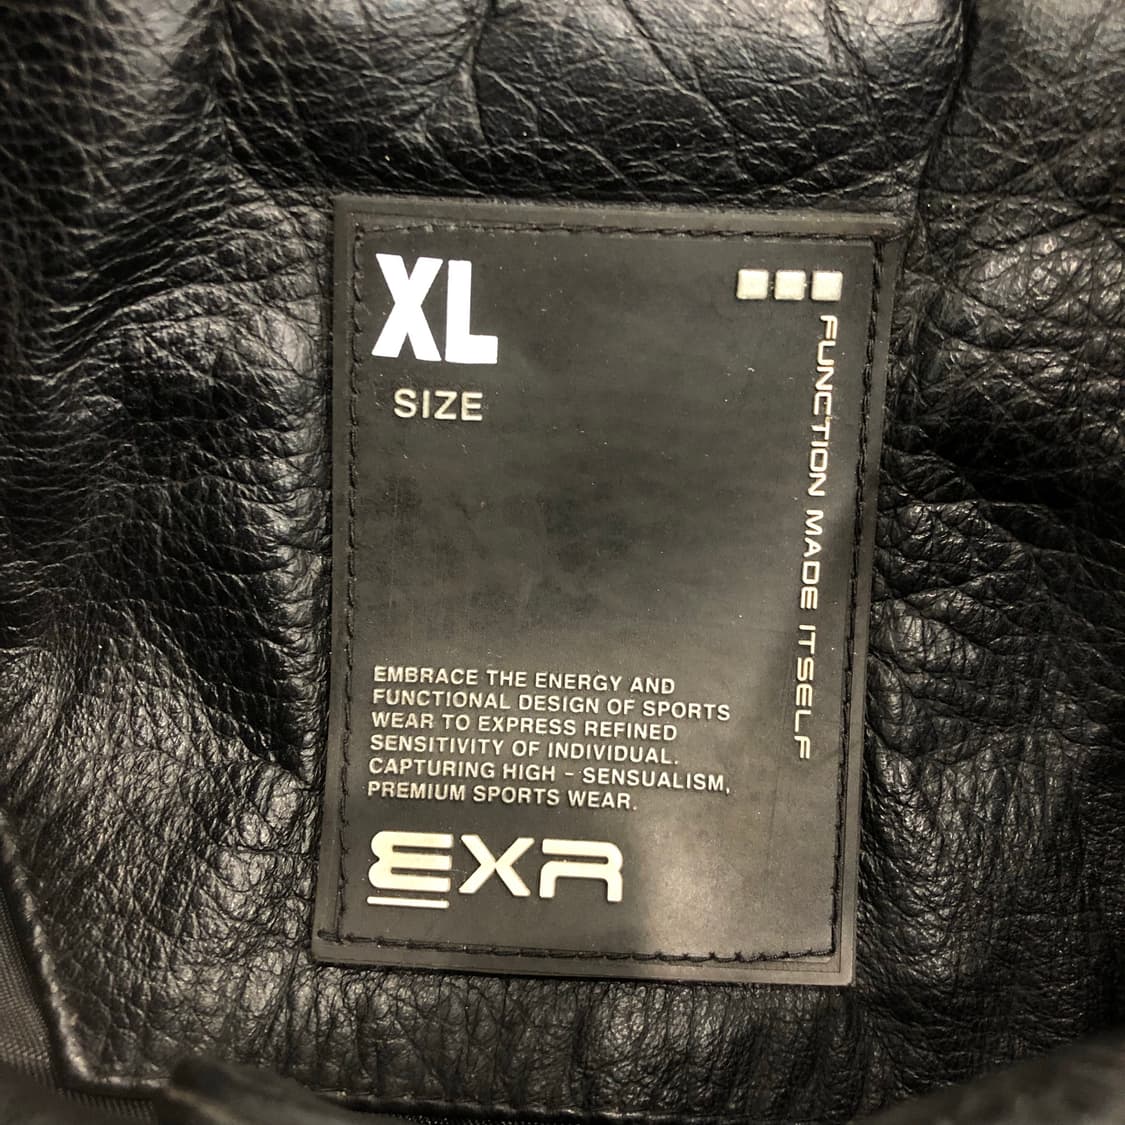 XL
SIZE
FUNCTION MADE ITSELF
EMBRACE THE ENERGY AND
FUNCTIONAL DESIGN OF SPORTS
WEAR TO EXPRESS REFINED
SENSITIVITY OF INDIVIDUAL.
CAPTURING HIGH - SENSUALISM,
PREMIUM SPORTS WEAR.
EXR